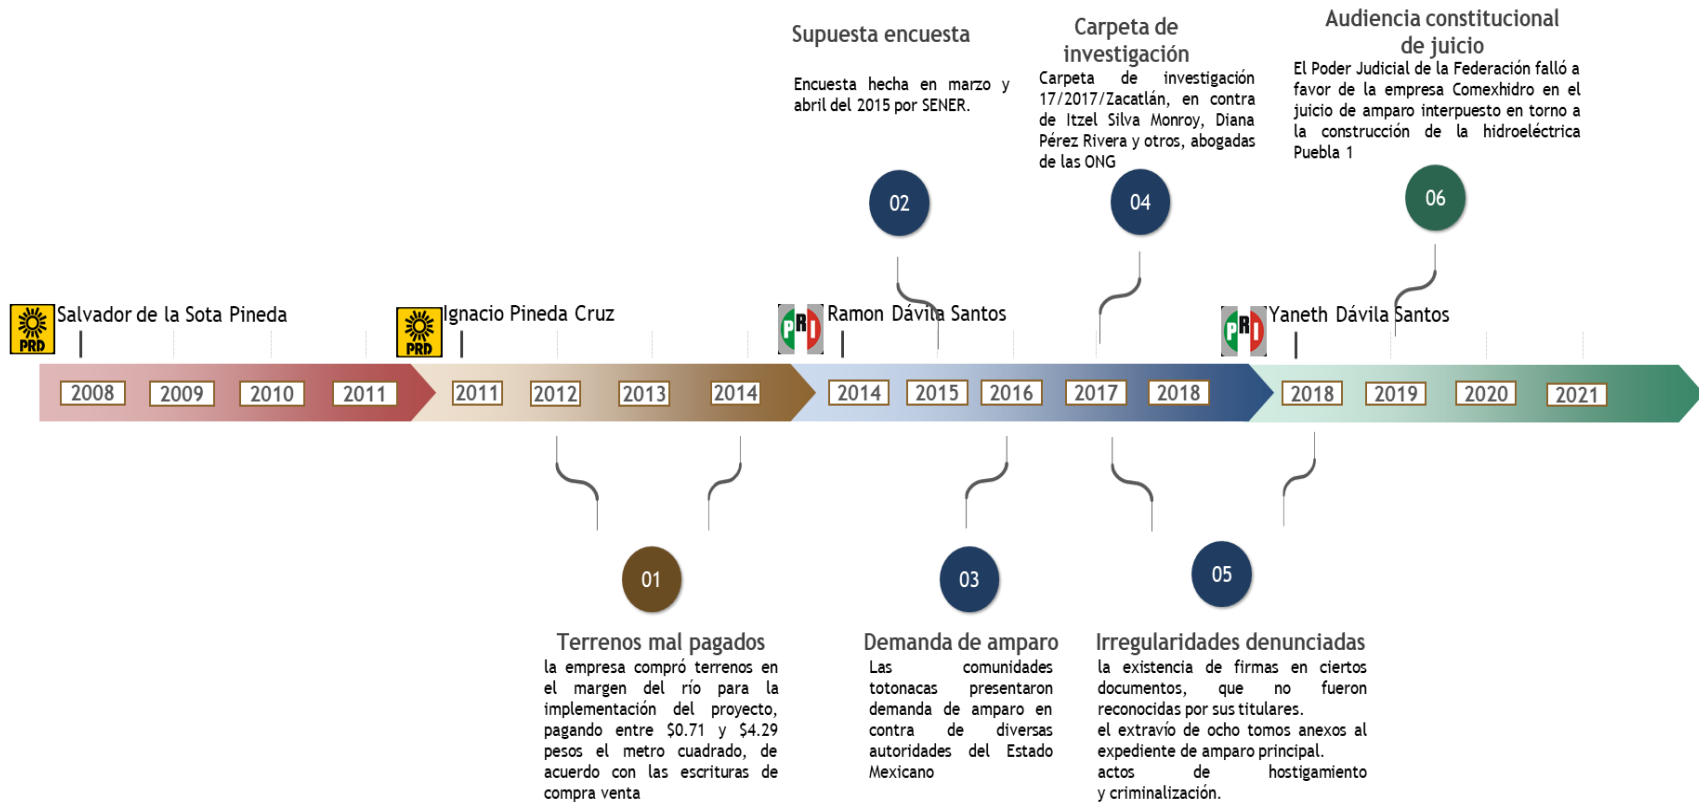 Supuesta encuesta
Encuesta hecha en marzo y
abril del 2015 por SENER.
02
Carpeta de
investigación
Carpeta de investigación
17/2017/Zacatlán, en contra
de Itzel Silva Monroy, Diana
Pérez Rivera y otros, abogadas
de las ONG
04
Audiencia constitucional
de juicio
El Poder Judicial de la Federación falló a
favor de la empresa Comexhidro en el
juicio de amparo interpuesto en torno a
la construcción de la hidroeléctrica
Puebla 1
06
PRD
Salvador de la Sota Pineda
PRD
Ignacio Pineda Cruz
PRI
Ramon Dávila Santos
PRI
Yaneth Dávila Santos
2008 2009 2010 2011 2011 2012 2013 2014 2014 2015 2016 2017 2018 2018 2019 2020 2021
01
Terrenos mal pagados
la empresa compró terrenos en
el margen del río para la
implementación del proyecto,
pagando entre $0.71 y $4.29
pesos el metro cuadrado, de
acuerdo con las escrituras de
compra venta
03
Demanda de amparo
Las comunidades
totonacas presentaron
demanda de amparo en
contra de diversas
autoridades del Estado
Mexicano
05
Irregularidades denunciadas
la existencia de firmas en ciertos
documentos, que no fueron
reconocidas por sus titulares.
el extravío de ocho tomos anexos al
expediente de amparo principal.
actos de hostigamiento
y criminalización.